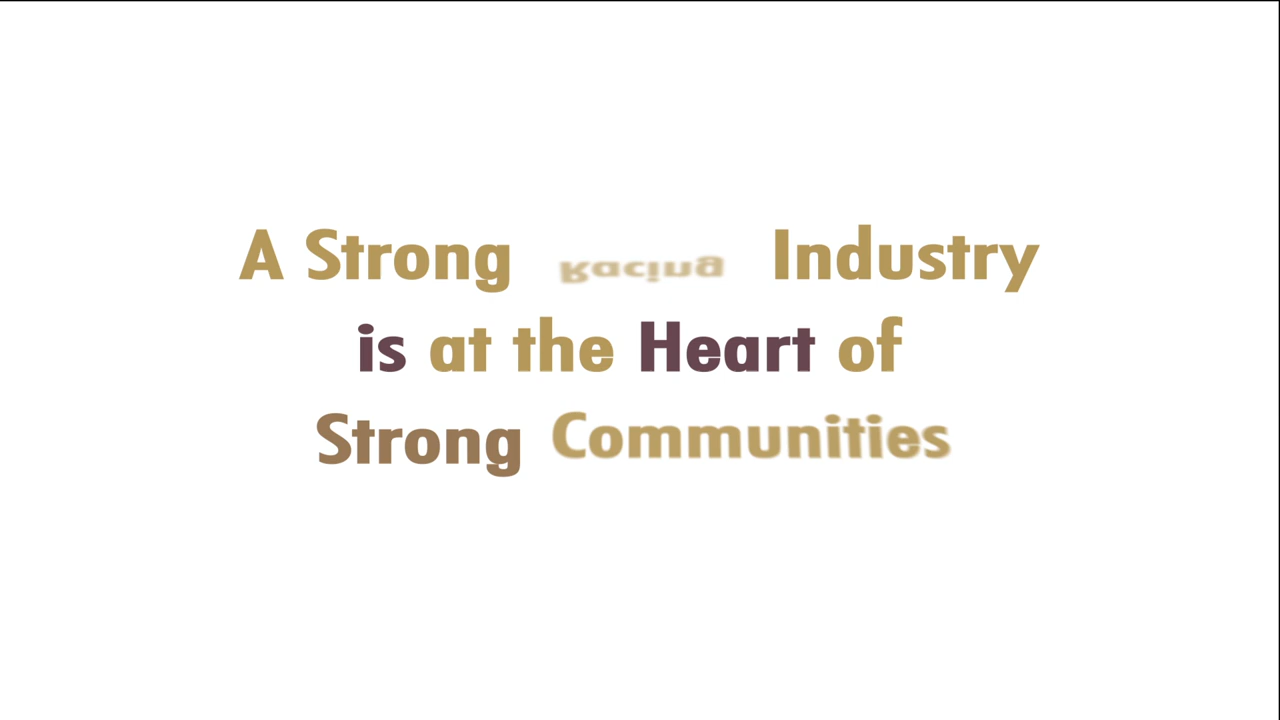 A Strong Racing Industry
is at the Heart of
Strong Communities